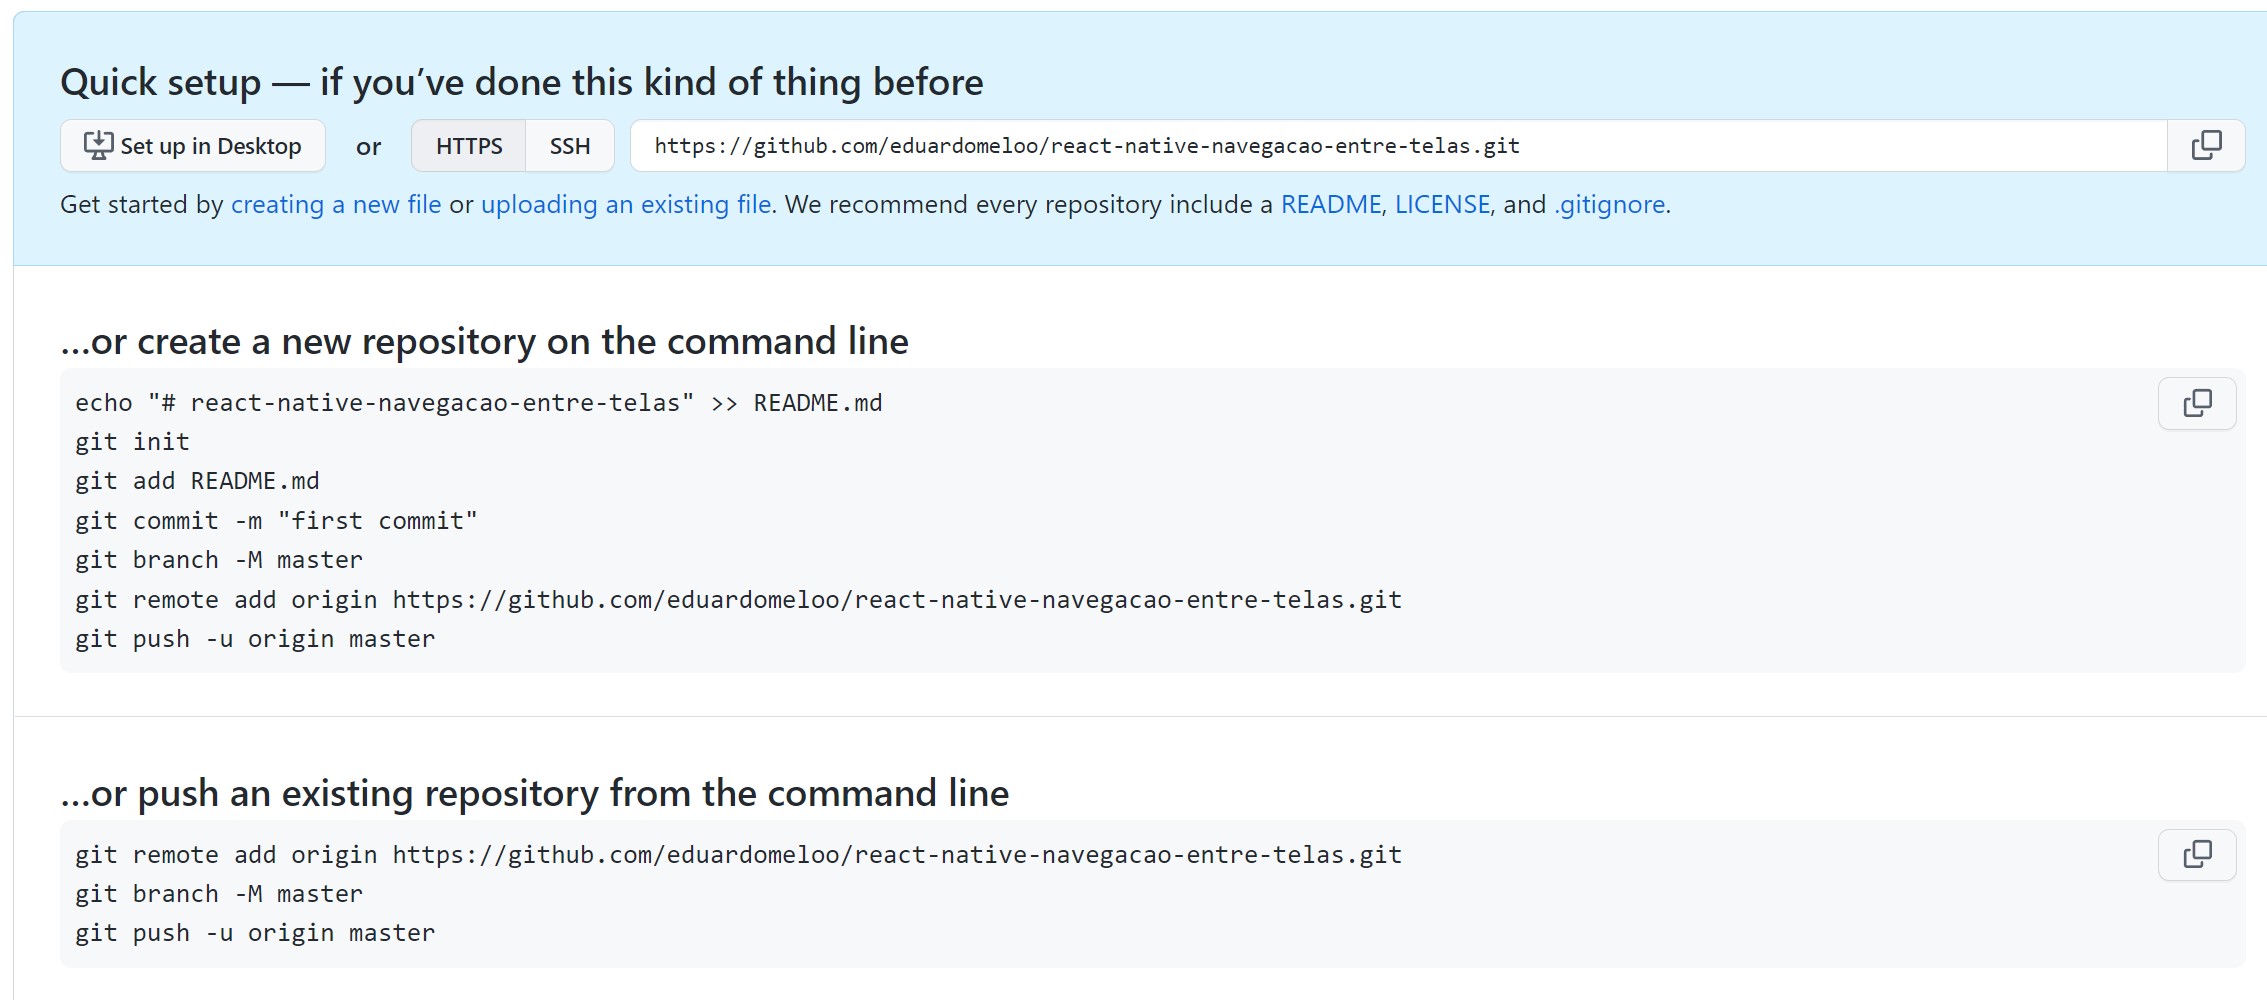 Quick setup — if you’ve done this kind of thing before
Set up in Desktop or HTTPS SSH https://github.com/eduardomeloo/react-native-navegacao-entre-telas.git
Get started by creating a new file or uploading an existing file. We recommend every repository include a README, LICENSE, and .gitignore.
…or create a new repository on the command line
echo "# react-native-navegacao-entre-telas" >> README.md
git init
git add README.md
git commit -m "first commit"
git branch -M master
git remote add origin https://github.com/eduardomeloo/react-native-navegacao-entre-telas.git
git push -u origin master
…or push an existing repository from the command line
git remote add origin https://github.com/eduardomeloo/react-native-navegacao-entre-telas.git
git branch -M master
git push -u origin master